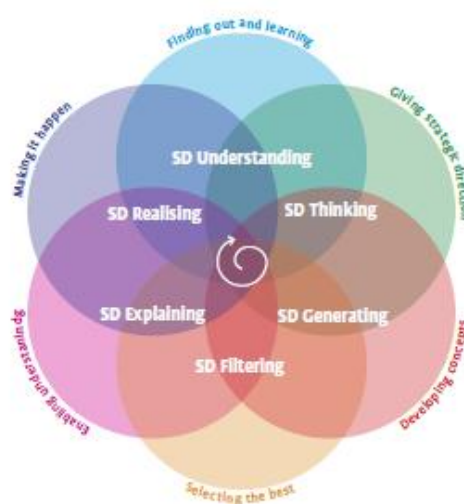 Finding out and learning
Giving strategic direction
Making it happen
SD Understanding
SD Realising
SD Thinking
SD Explaining
SD Generating
SD Filtering
Enabling understanding
Developing concepts
Selecting the best